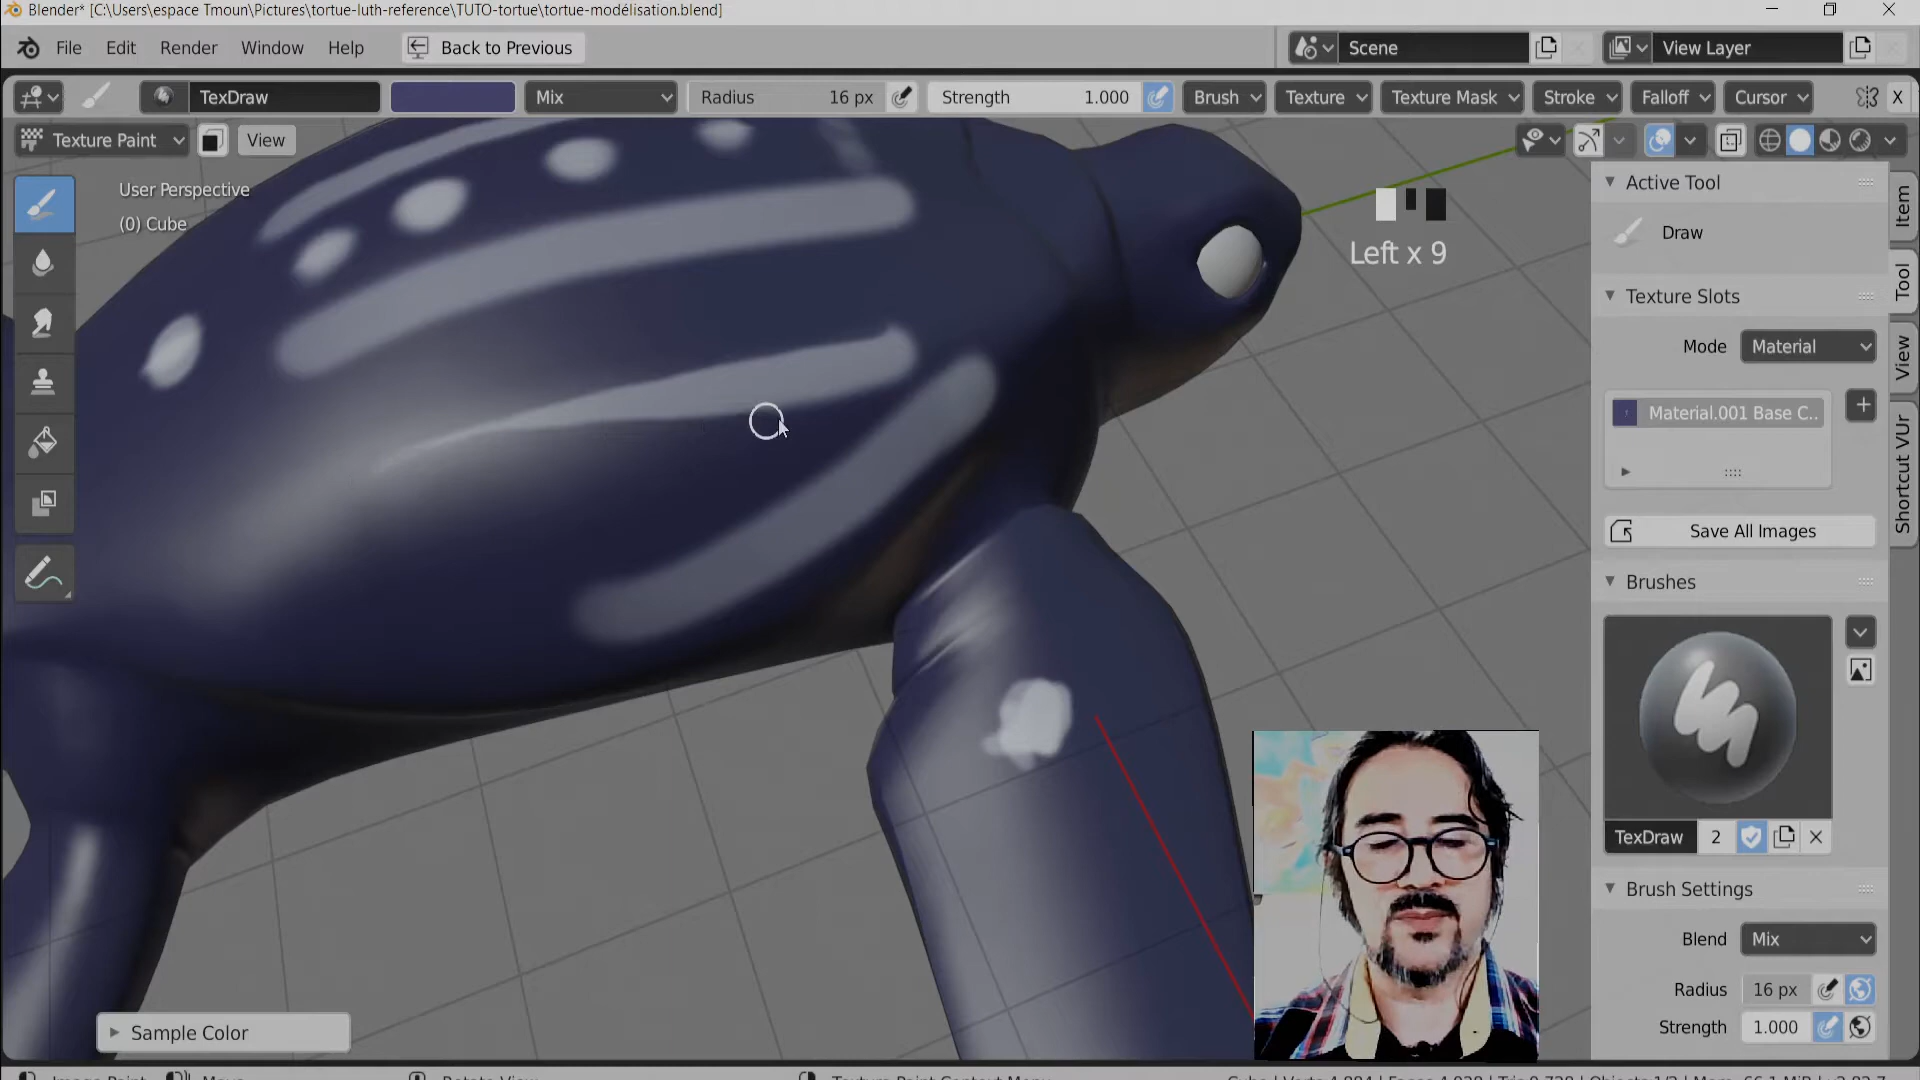 Blender* [C:\Users\espace Tmoun\Pictures\tortue-luth-reference\TUTO-tortue\tortue-modélisation.blend]
File Edit Render Window Help Back to Previous Scene View Layer
TexDraw Mix Radius 16 px Strength 1.000 Brush Texture Texture Mask Stroke Falloff Cursor X
Texture Paint View
User Perspective
(0) Cube
Left x 9
Active Tool
Draw
Texture Slots
Mode Material
Material.001 Base C..
Save All Images
Brushes
TexDraw 2
Brush Settings
Blend Mix
Radius 16 px
Strength 1.000
Item
Tool
View
Shortcut VUr
Sample Color